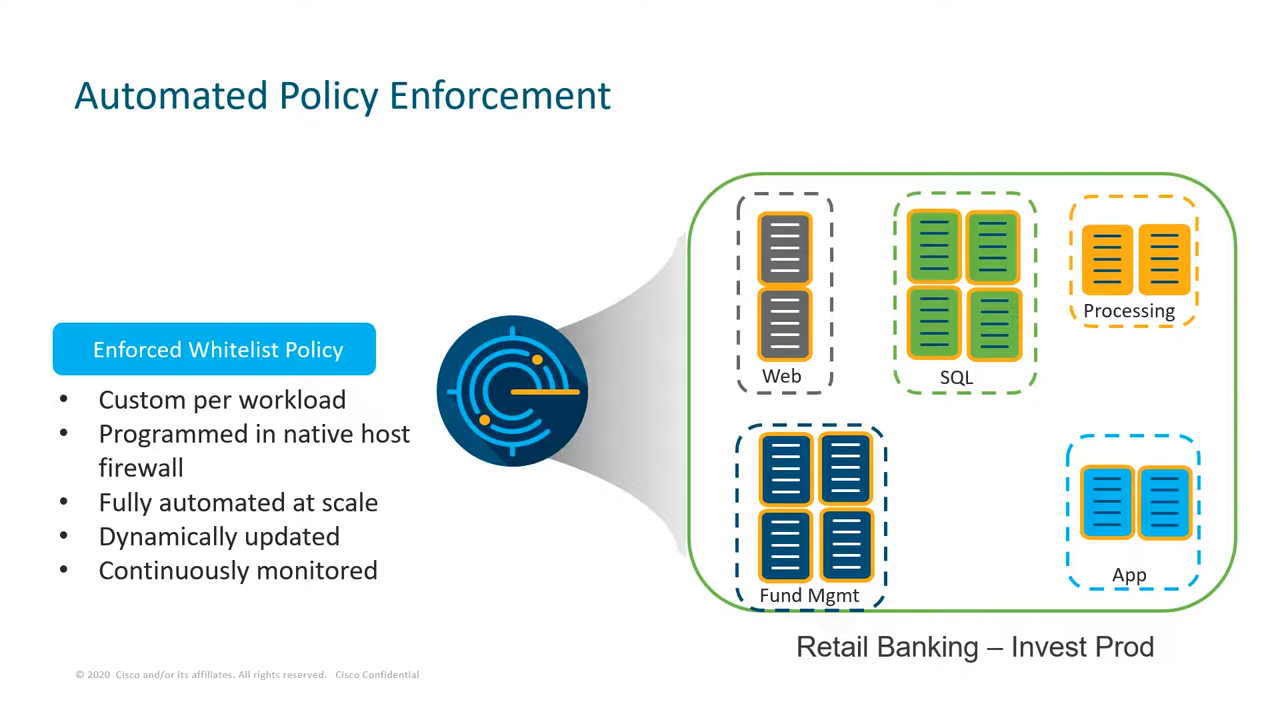 Automated Policy Enforcement
Enforced Whitelist Policy
• Custom per workload
• Programmed in native host
firewall
• Fully automated at scale
• Dynamically updated
• Continuously monitored
Web
SQL
Processing
Fund Mgmt
App
Retail Banking – Invest Prod
© 2020 Cisco and/or its affiliates. All rights reserved. Cisco Confidential